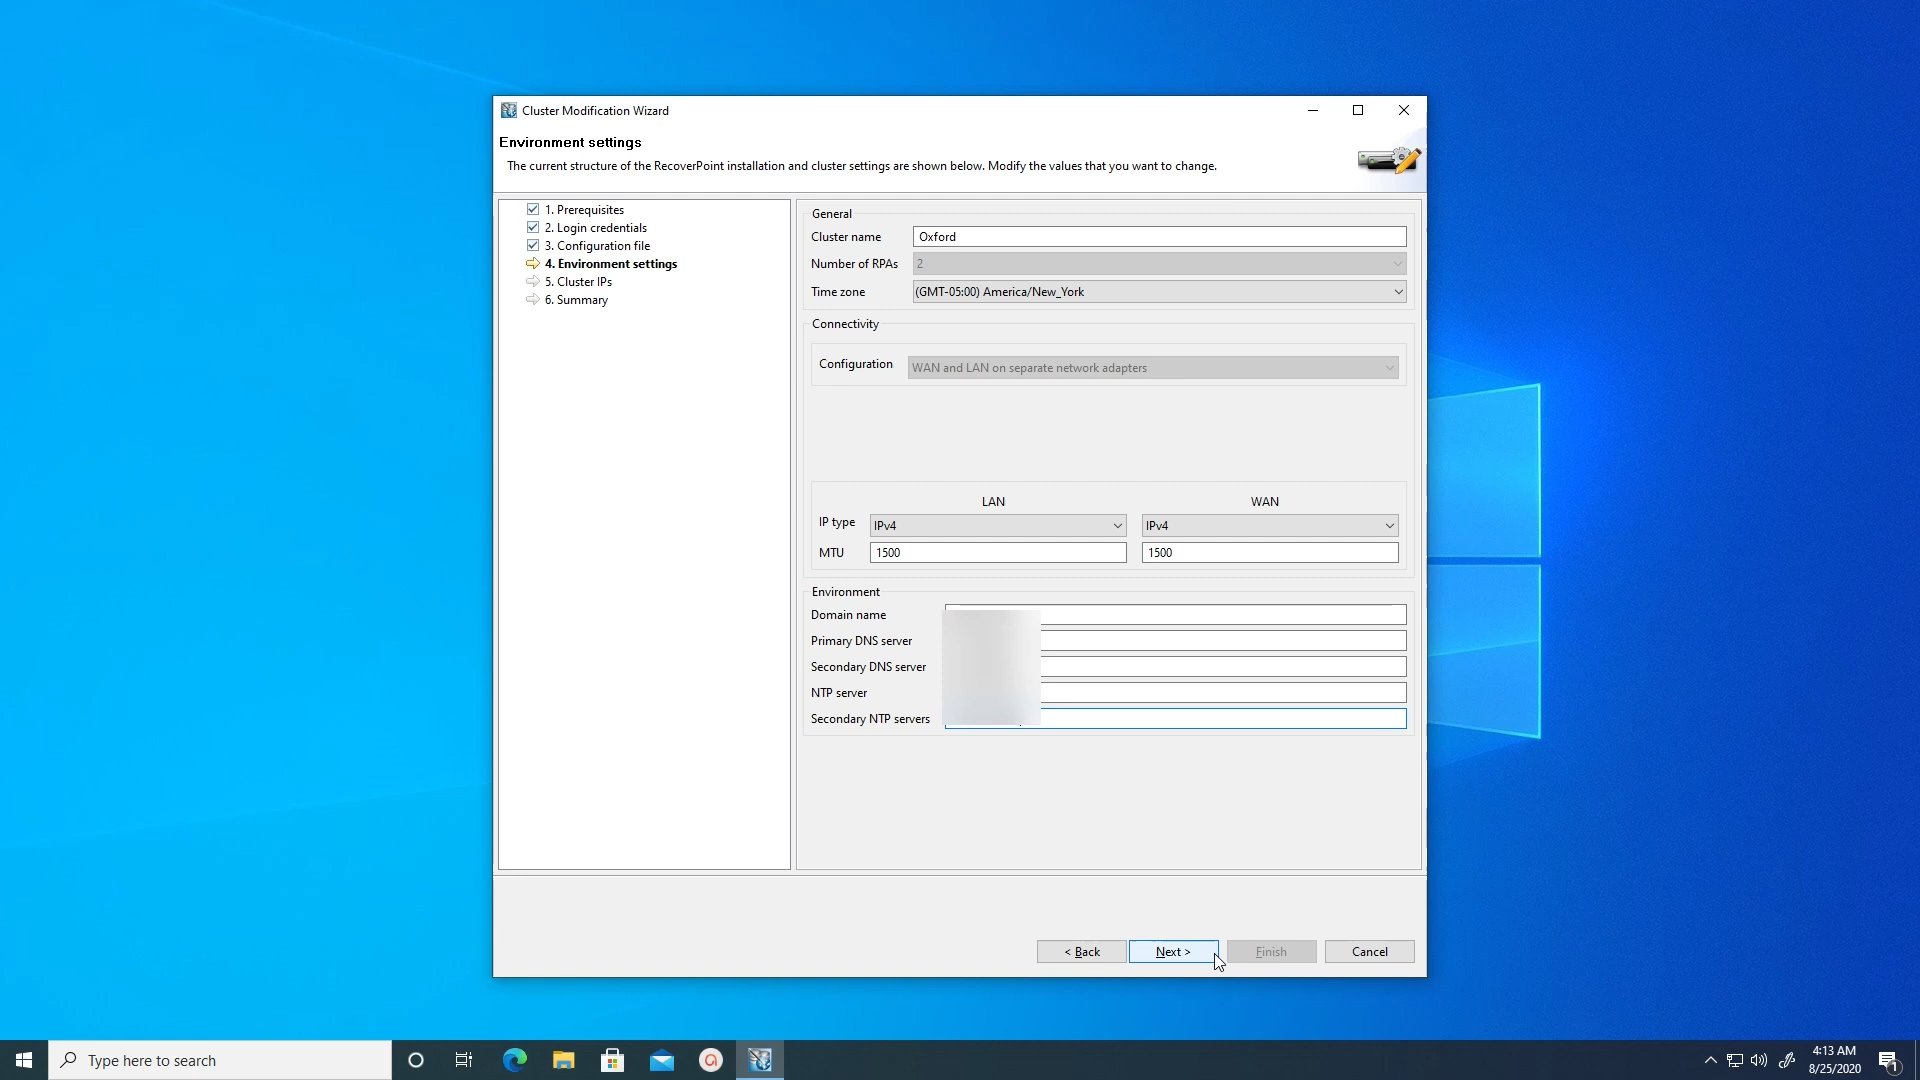 Cluster Modification Wizard
Environment settings
The current structure of the RecoverPoint installation and cluster settings are shown below. Modify the values that you want to change.
1. Prerequisites
2. Login credentials
3. Configuration file
4. Environment settings
5. Cluster IPs
6. Summary
General
Cluster name Oxford
Number of RPAs 2
Time zone (GMT-05:00) America/New_York
Connectivity
Configuration WAN and LAN on separate network adapters
LAN WAN
IP type IPv4 IPv4
MTU 1500 1500
Environment
Domain name
Primary DNS server
Secondary DNS server
NTP server
Secondary NTP servers
< Back Next > Finish Cancel
Type here to search
4:13 AM
8/25/2020
1